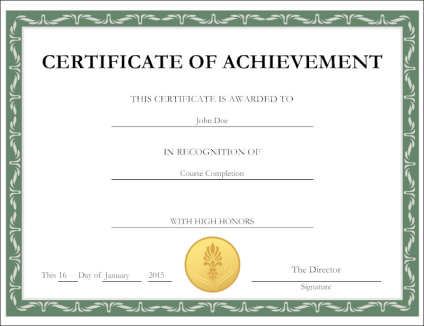 CERTIFICATE OF ACHIEVEMENT
THIS CERTIFICATE IS AWARDED TO
John Doe
IN RECOGNITION OF
Course Completion
WITH HIGH HONORS
This 16 Day of January 2015
The Director
Signature